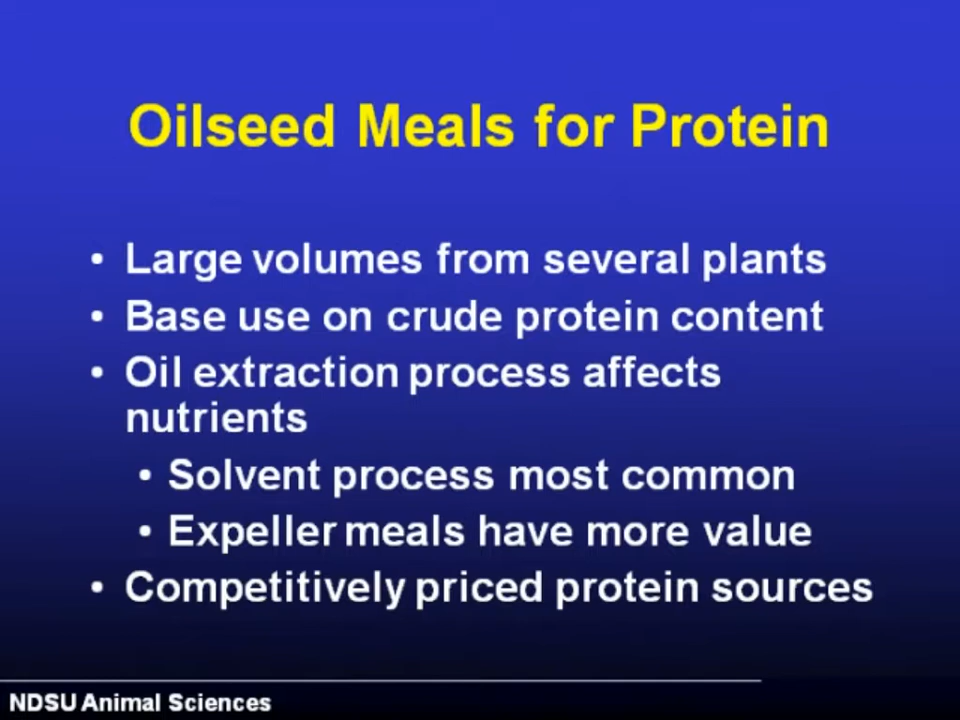 Oilseed Meals for Protein
• Large volumes from several plants
• Base use on crude protein content
• Oil extraction process affects
nutrients
• Solvent process most common
• Expeller meals have more value
• Competitively priced protein sources
NDSU Animal Sciences